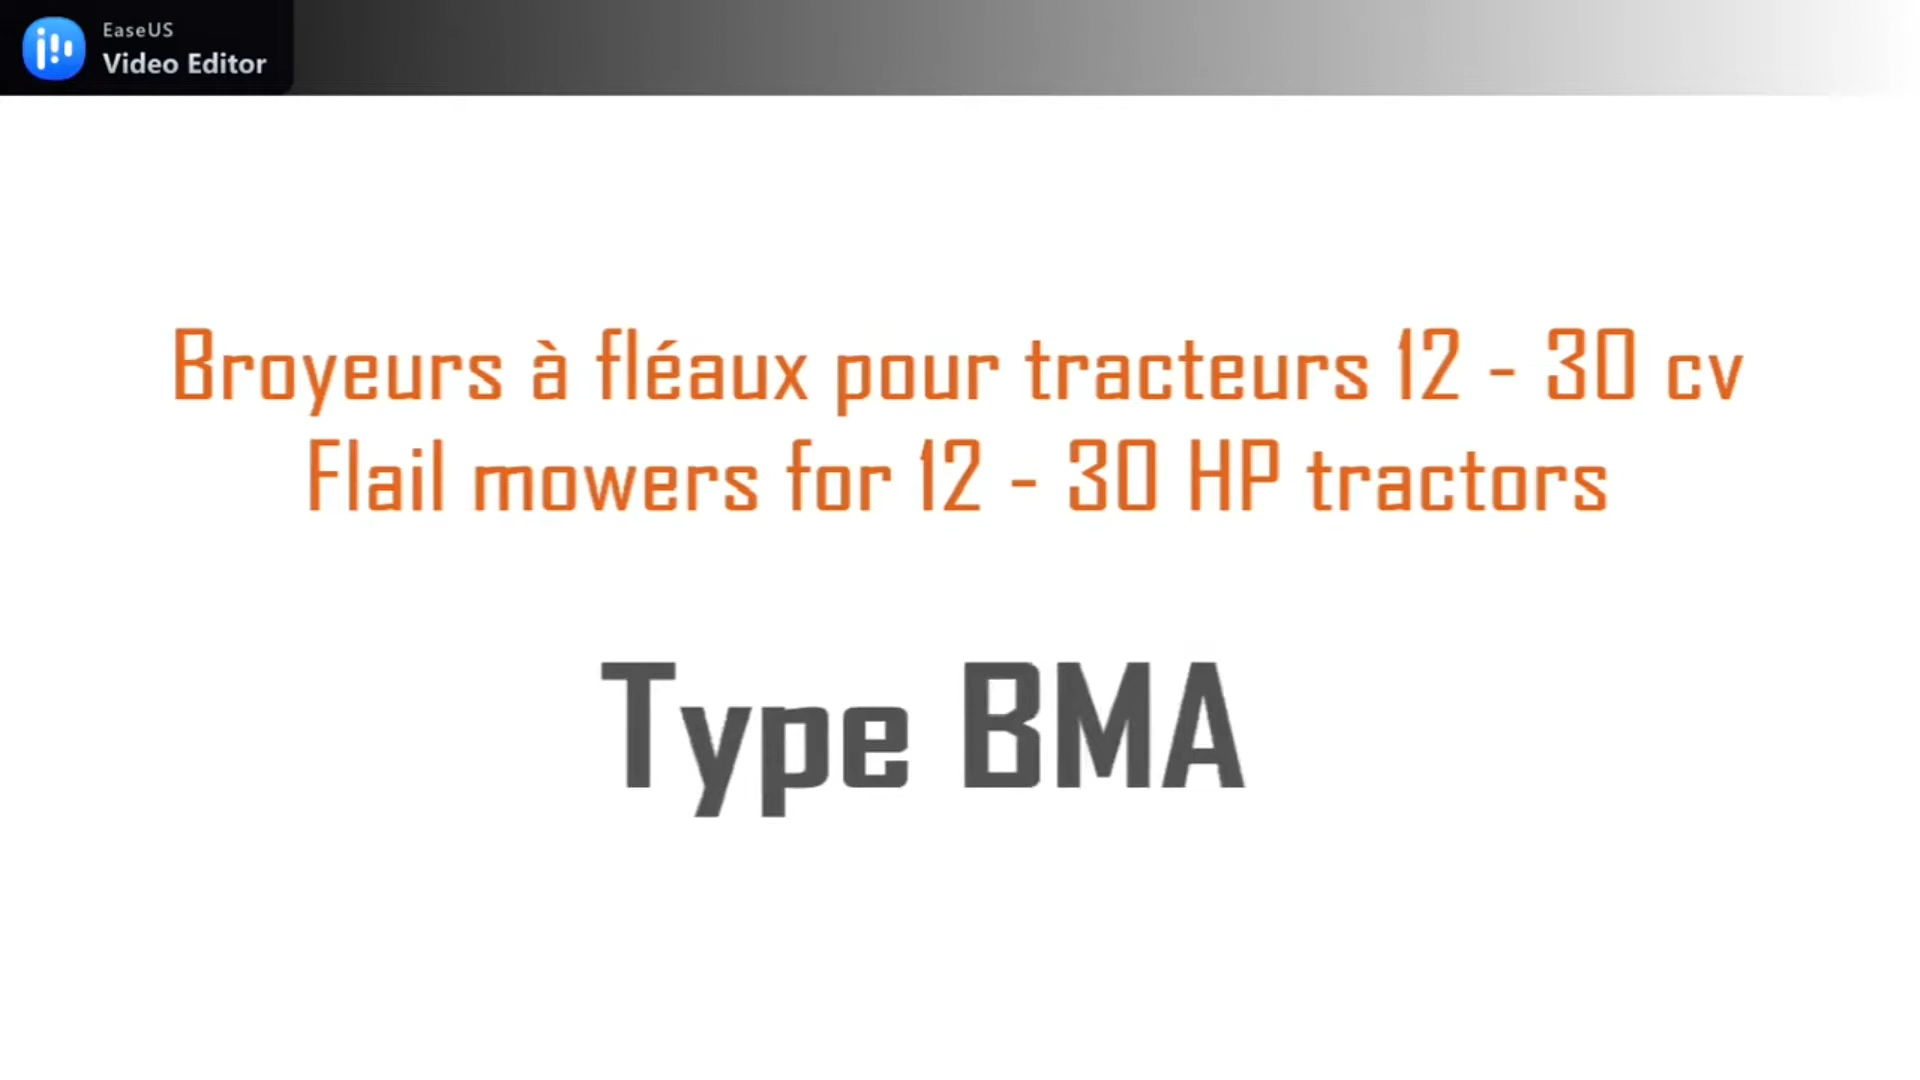 EaseUS
Video Editor
Broyeurs à fléaux pour tracteurs 12 - 30 cv
Flail mowers for 12 - 30 HP tractors
Type BMA